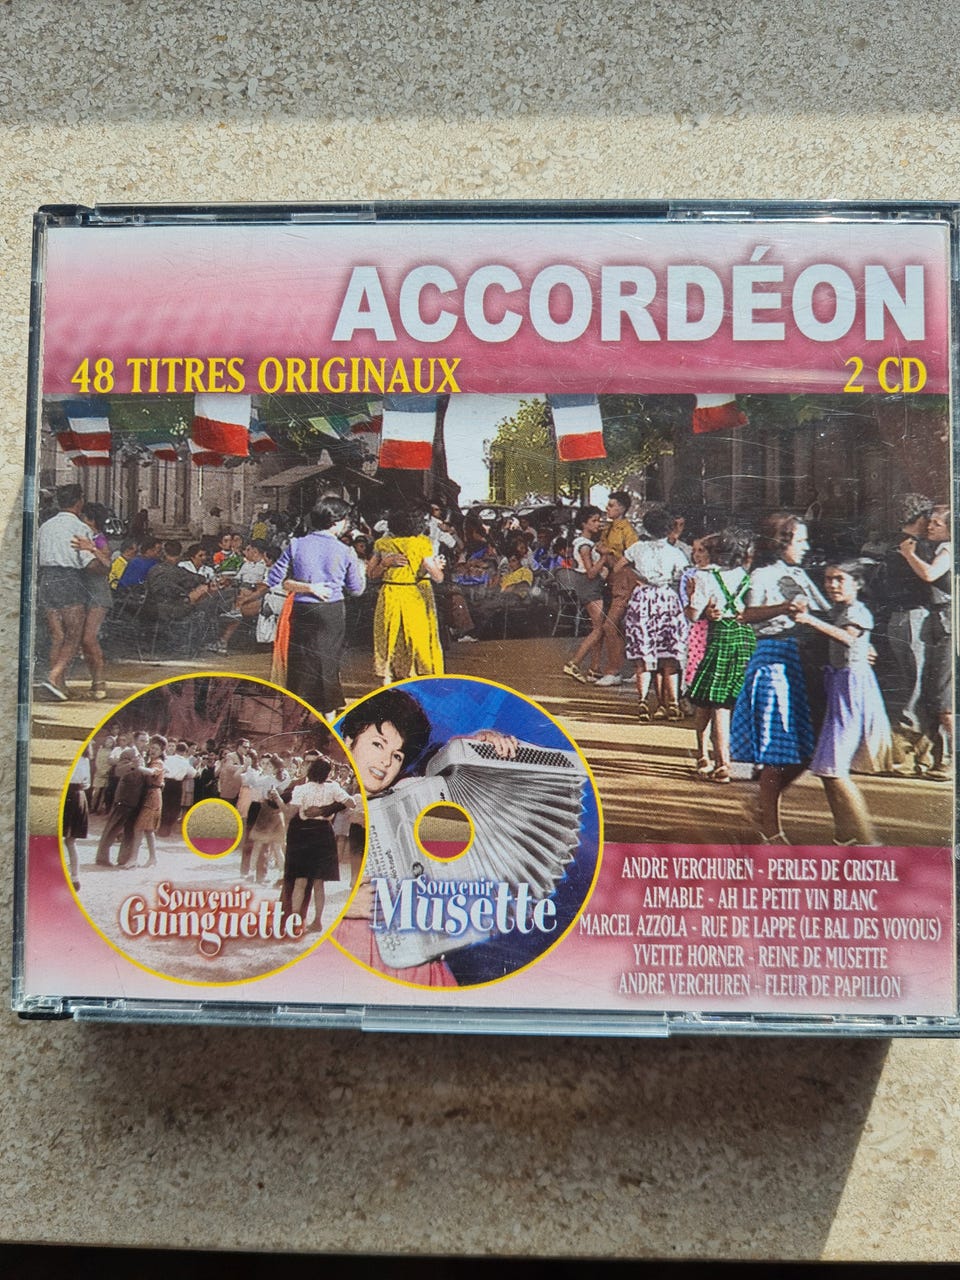 ACCORDÉON
48 TITRES ORIGINAUX 2 CD
Souvenir
Guinguette
Souvenir
Musette
ANDRE VERCHUREN - PERLES DE CRISTAL
AIMABLE - AH LE PETIT VIN BLANC
MARCEL AZZOLA - RUE DE LAPPE (LE BAL DES VOYOUS)
YVETTE HORNER - REINE DE MUSETTE
ANDRE VERCHUREN - FLEUR DE PAPILLON